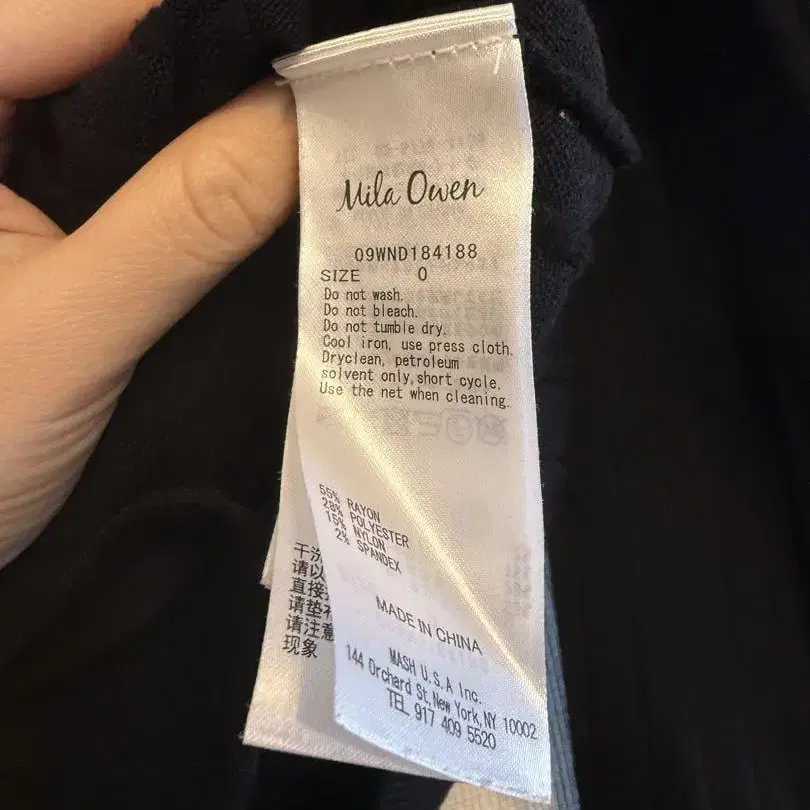 Mila Owen
09WND184188
SIZE 0
Do not wash.
Do not bleach.
Do not tumble dry.
Cool iron, use press cloth.
Dryclean, petroleum
solvent only,short cycle.
Use the net when cleaning.
55% RAYON
28% POLYESTER
15% NYLON
2% SPANDEX
MADE IN CHINA
MASH U.S.A Inc.
144 Orchard St,New York,NY 10002
TEL 917 409 5520
干洗
请以
直接
请垫
请注意
现象